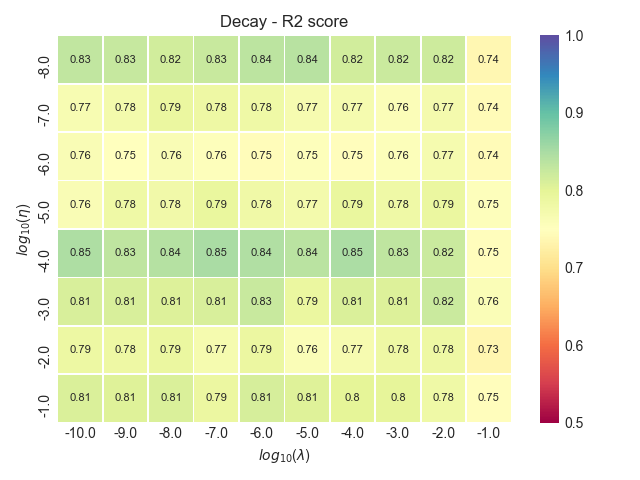 Decay - R2 score
-8.0 0.83 0.83 0.82 0.83 0.84 0.84 0.82 0.82 0.82 0.74
-7.0 0.77 0.78 0.79 0.78 0.78 0.77 0.77 0.76 0.77 0.74
-6.0 0.76 0.75 0.76 0.76 0.75 0.75 0.75 0.76 0.77 0.74
-5.0 0.76 0.78 0.78 0.79 0.78 0.77 0.79 0.78 0.79 0.75
-4.0 0.85 0.83 0.84 0.85 0.84 0.84 0.85 0.83 0.82 0.75
-3.0 0.81 0.81 0.81 0.81 0.83 0.79 0.81 0.81 0.82 0.76
-2.0 0.79 0.78 0.79 0.77 0.79 0.76 0.77 0.78 0.78 0.73
-1.0 0.81 0.81 0.81 0.79 0.81 0.81 0.8 0.8 0.78 0.75
-10.0 -9.0 -8.0 -7.0 -6.0 -5.0 -4.0 -3.0 -2.0 -1.0
log₁₀(λ)
log₁₀(η)
1.0
0.9
0.8
0.7
0.6
0.5